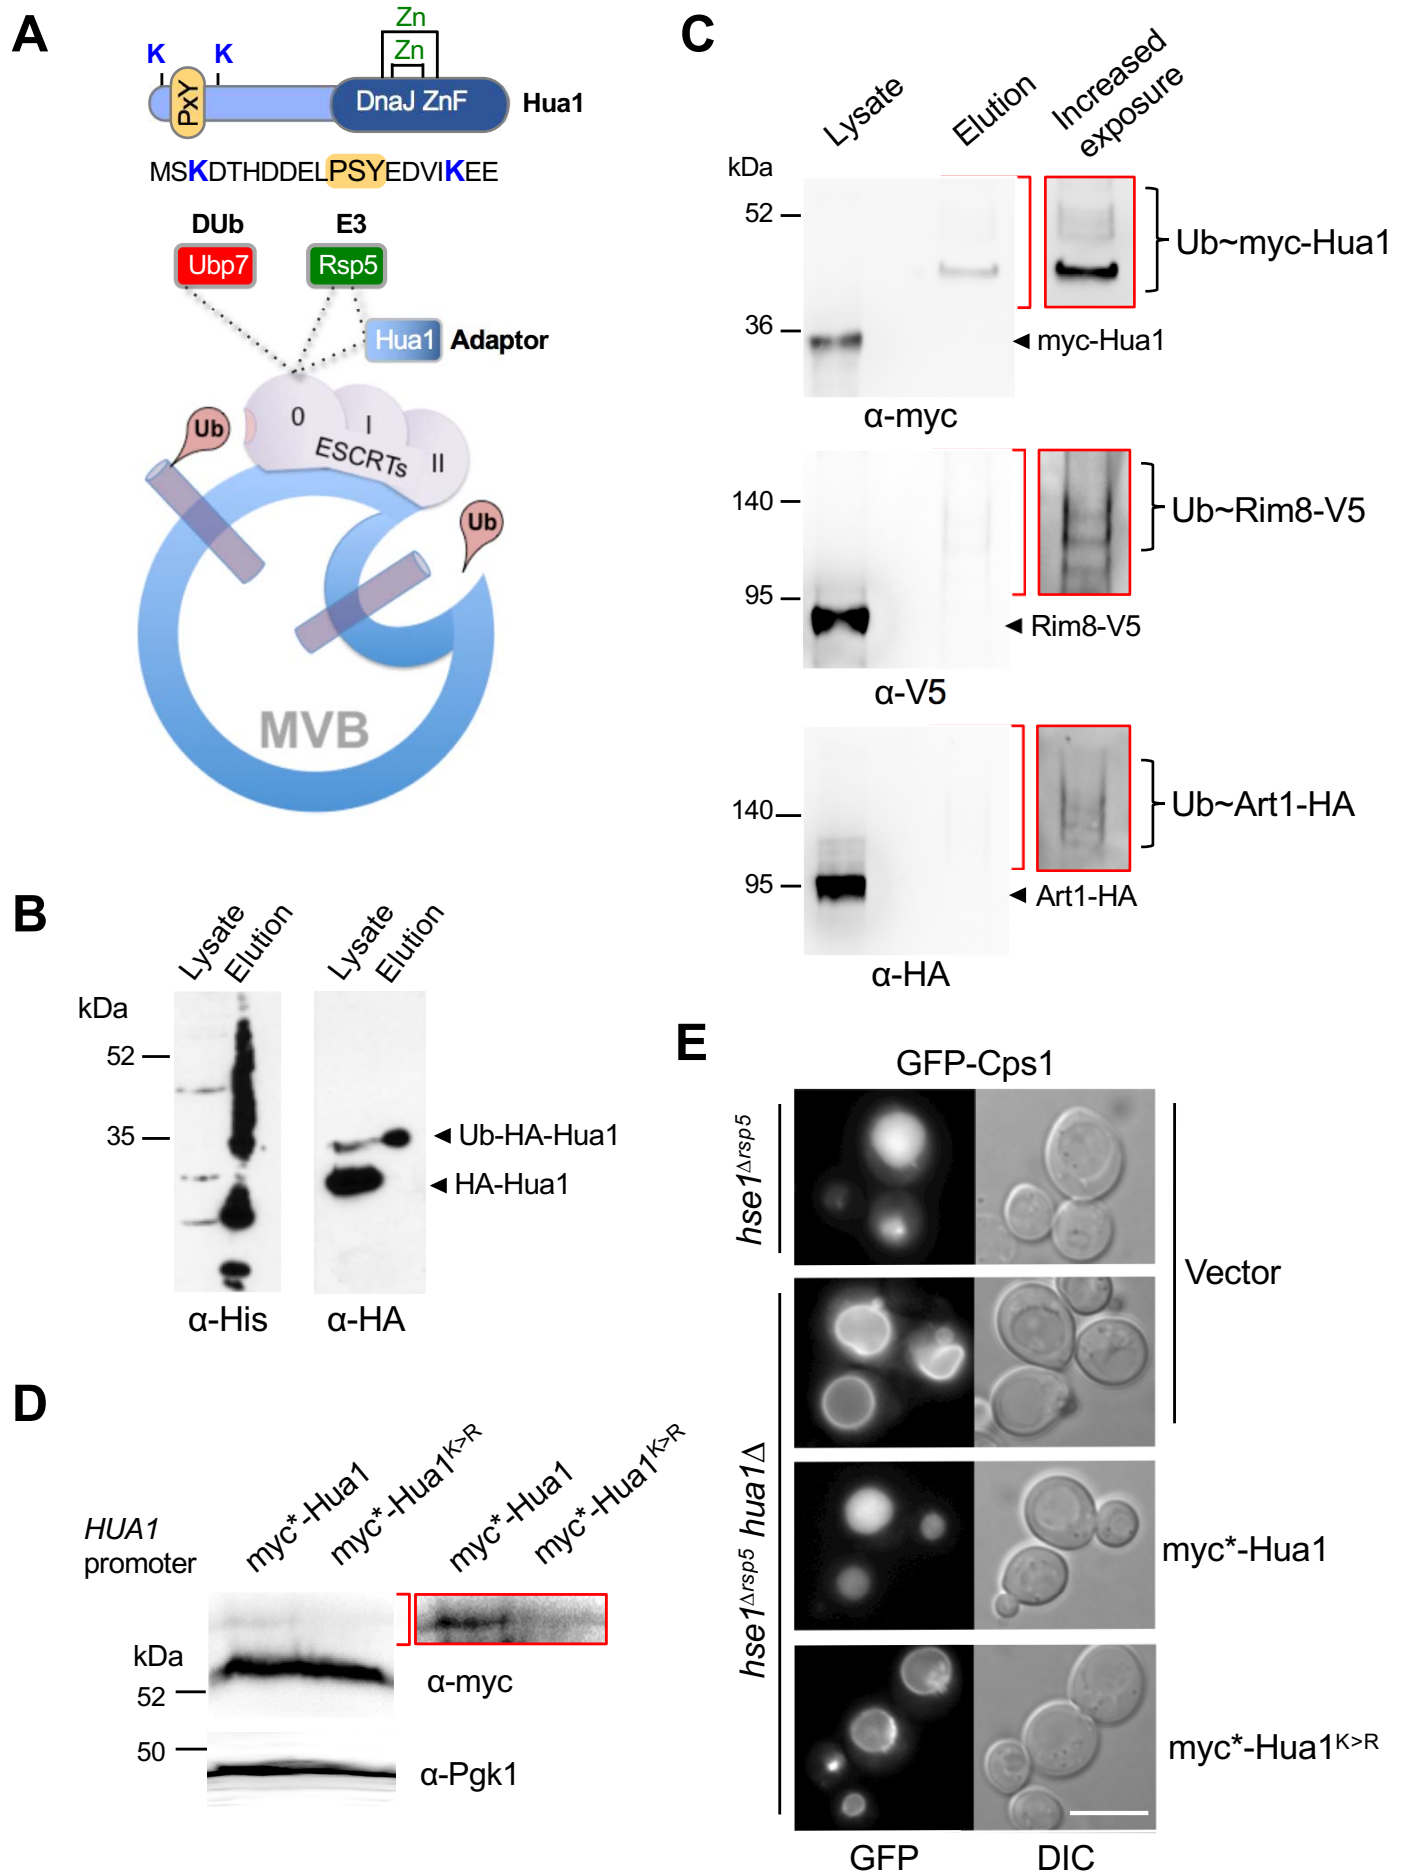 A
Zn
Zn
K
K
PxY
DnaJ ZnF
Hua1
MSKDTHDDELPSYEDVIKEE
DUb
E3
Ubp7
Rsp5
Hua1
Adaptor
Ub
0
I
II
ESCRTs
Ub
MVB
B
Lysate
Elution
Lysate
Elution
kDa
52
35
Ub-HA-Hua1
HA-Hua1
α-His
α-HA
C
Lysate
Elution
Increased
exposure
kDa
52
36
Ub~myc-Hua1
myc-Hua1
α-myc
140
95
Ub~Rim8-V5
Rim8-V5
α-V5
140
95
Ub~Art1-HA
Art1-HA
α-HA
D
HUA1
promoter
myc*-Hua1
myc*-Hua1K>R
myc*-Hua1
myc*-Hua1K>R
kDa
52
50
α-myc
α-Pgk1
E
GFP-Cps1
hse1Δrsp5
hse1Δrsp5 hua1Δ
Vector
myc*-Hua1
myc*-Hua1K>R
GFP
DIC